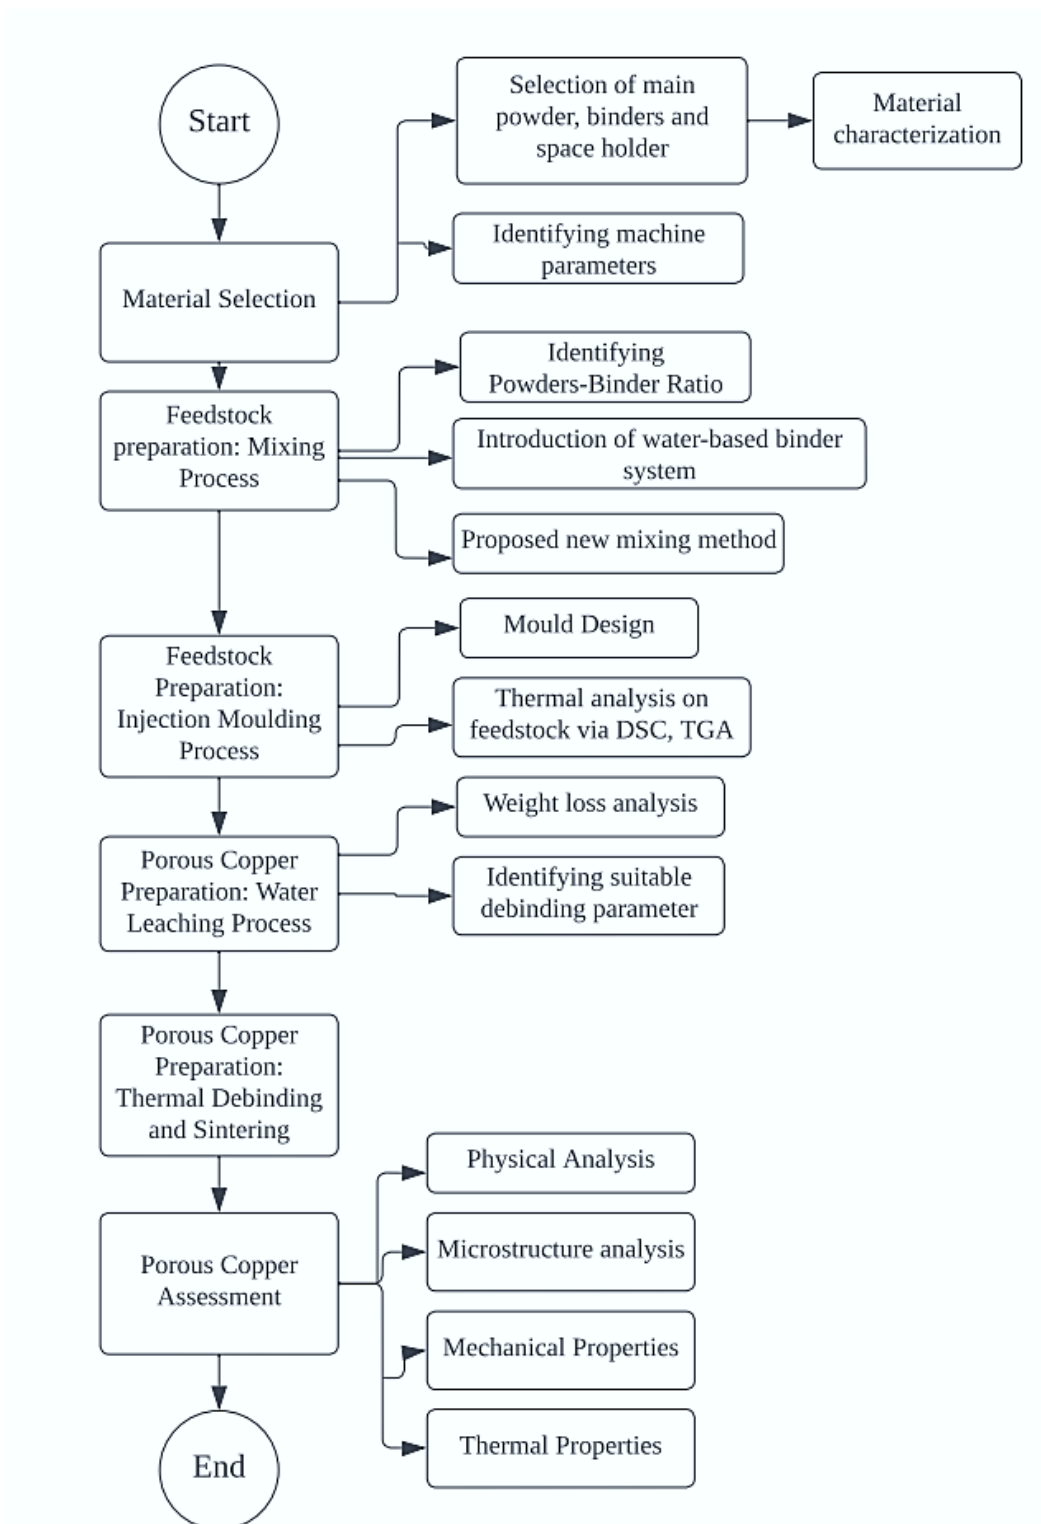 Start
Selection of main
powder, binders and
space holder
Material
characterization
Identifying machine
parameters
Material Selection
Identifying
Powders-Binder Ratio
Feedstock
preparation: Mixing
Process
Introduction of water-based binder
system
Proposed new mixing method
Mould Design
Feedstock
Preparation:
Injection Moulding
Process
Thermal analysis on
feedstock via DSC, TGA
Weight loss analysis
Porous Copper
Preparation: Water
Leaching Process
Identifying suitable
debinding parameter
Porous Copper
Preparation:
Thermal Debinding
and Sintering
Physical Analysis
Microstructure analysis
Porous Copper
Assessment
Mechanical Properties
Thermal Properties
End